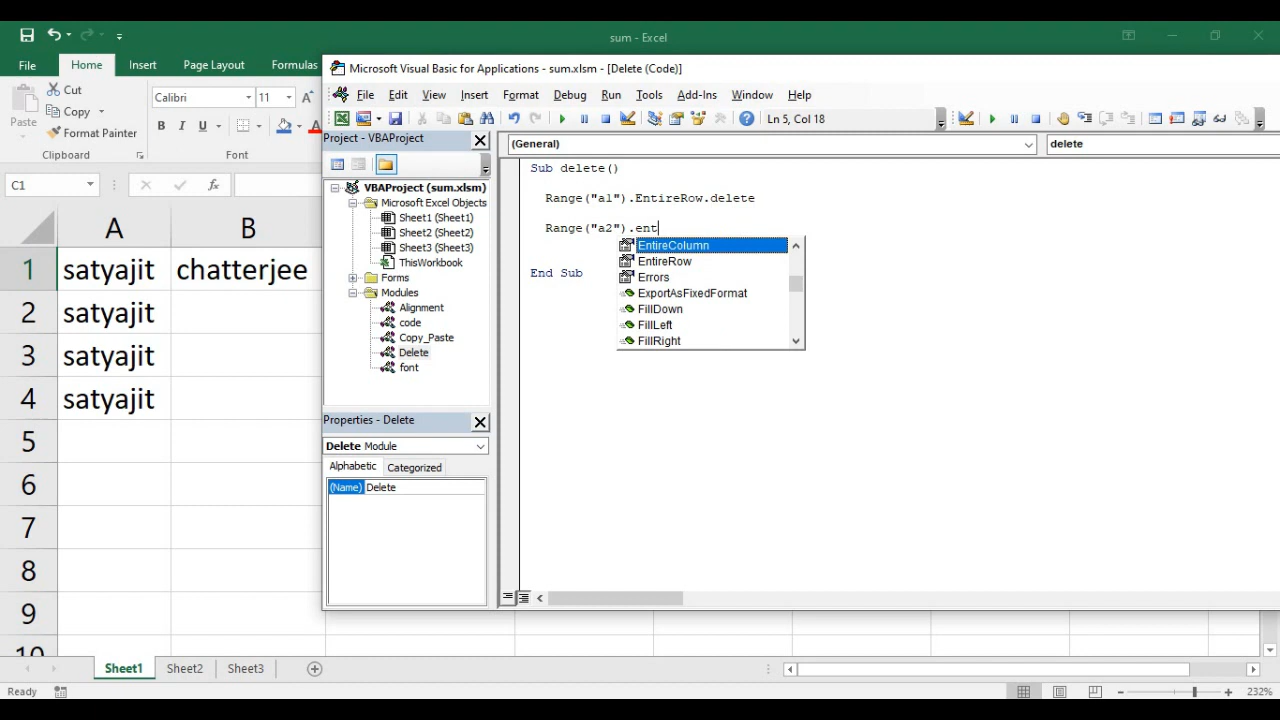 sum - Excel
File Home Insert Page Layout Formulas
Cut
Copy
Format Painter
Paste
Clipboard
Calibri 11 A
B I U A
Font
C1 fx
A B
1 satyajit chatterjee
2 satyajit
3 satyajit
4 satyajit
5
6
7
8
9
10
Sheet1 Sheet2 Sheet3
Ready 232%
Microsoft Visual Basic for Applications - sum.xlsm - [Delete (Code)]
File Edit View Insert Format Debug Run Tools Add-Ins Window Help
Ln 5, Col 18
Project - VBAProject
VBAProject (sum.xlsm)
Microsoft Excel Objects
Sheet1 (Sheet1)
Sheet2 (Sheet2)
Sheet3 (Sheet3)
ThisWorkbook
Forms
Modules
Alignment
code
Copy_Paste
Delete
font
Properties - Delete
Delete Module
Alphabetic Categorized
(Name) Delete
(General) delete
Sub delete()
Range("a1").EntireRow.delete
Range("a2").ent
EntireColumn
EntireRow
Errors
ExportAsFixedFormat
FillDown
FillLeft
FillRight
End Sub